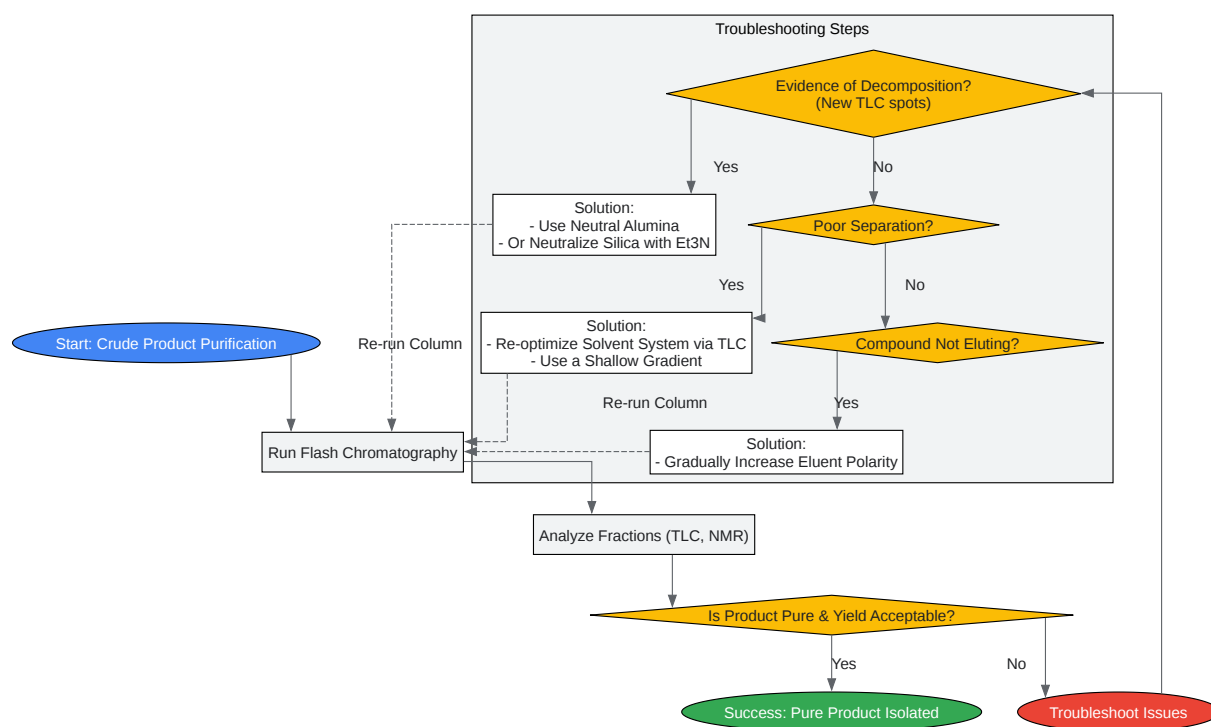 Troubleshooting Steps
Evidence of Decomposition?
(New TLC spots)
Yes
No
Solution:
- Use Neutral Alumina
- Or Neutralize Silica with Et3N
Poor Separation?
Yes
No
Start: Crude Product Purification
Re-run Column
Solution:
- Re-optimize Solvent System via TLC
- Use a Shallow Gradient
Compound Not Eluting?
Re-run Column
Yes
Run Flash Chromatography
Solution:
- Gradually Increase Eluent Polarity
Analyze Fractions (TLC, NMR)
Is Product Pure & Yield Acceptable?
Yes
No
Success: Pure Product Isolated
Troubleshoot Issues